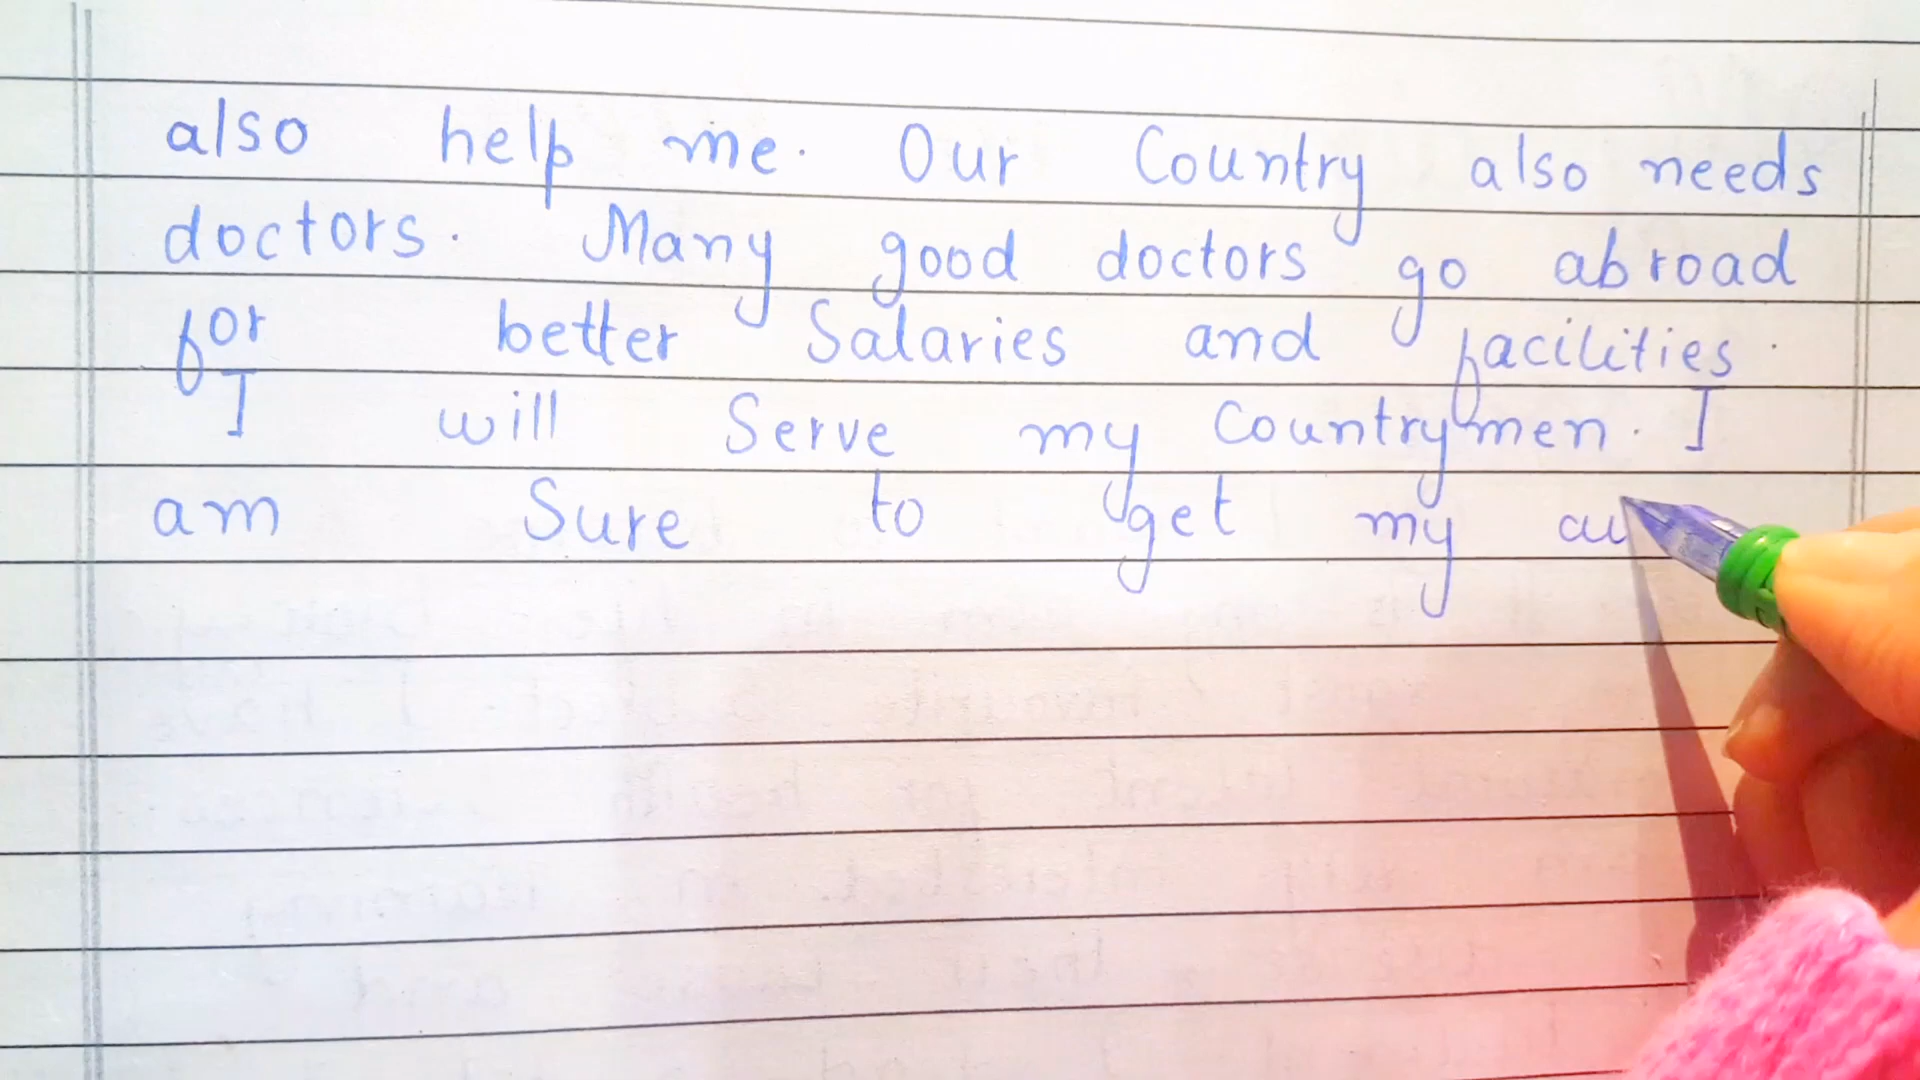 also help me. Our Country also needs
doctors. Many good doctors go abroad
for better Salaries and facilities.
I will Serve my Countrymen. I
am Sure to get my